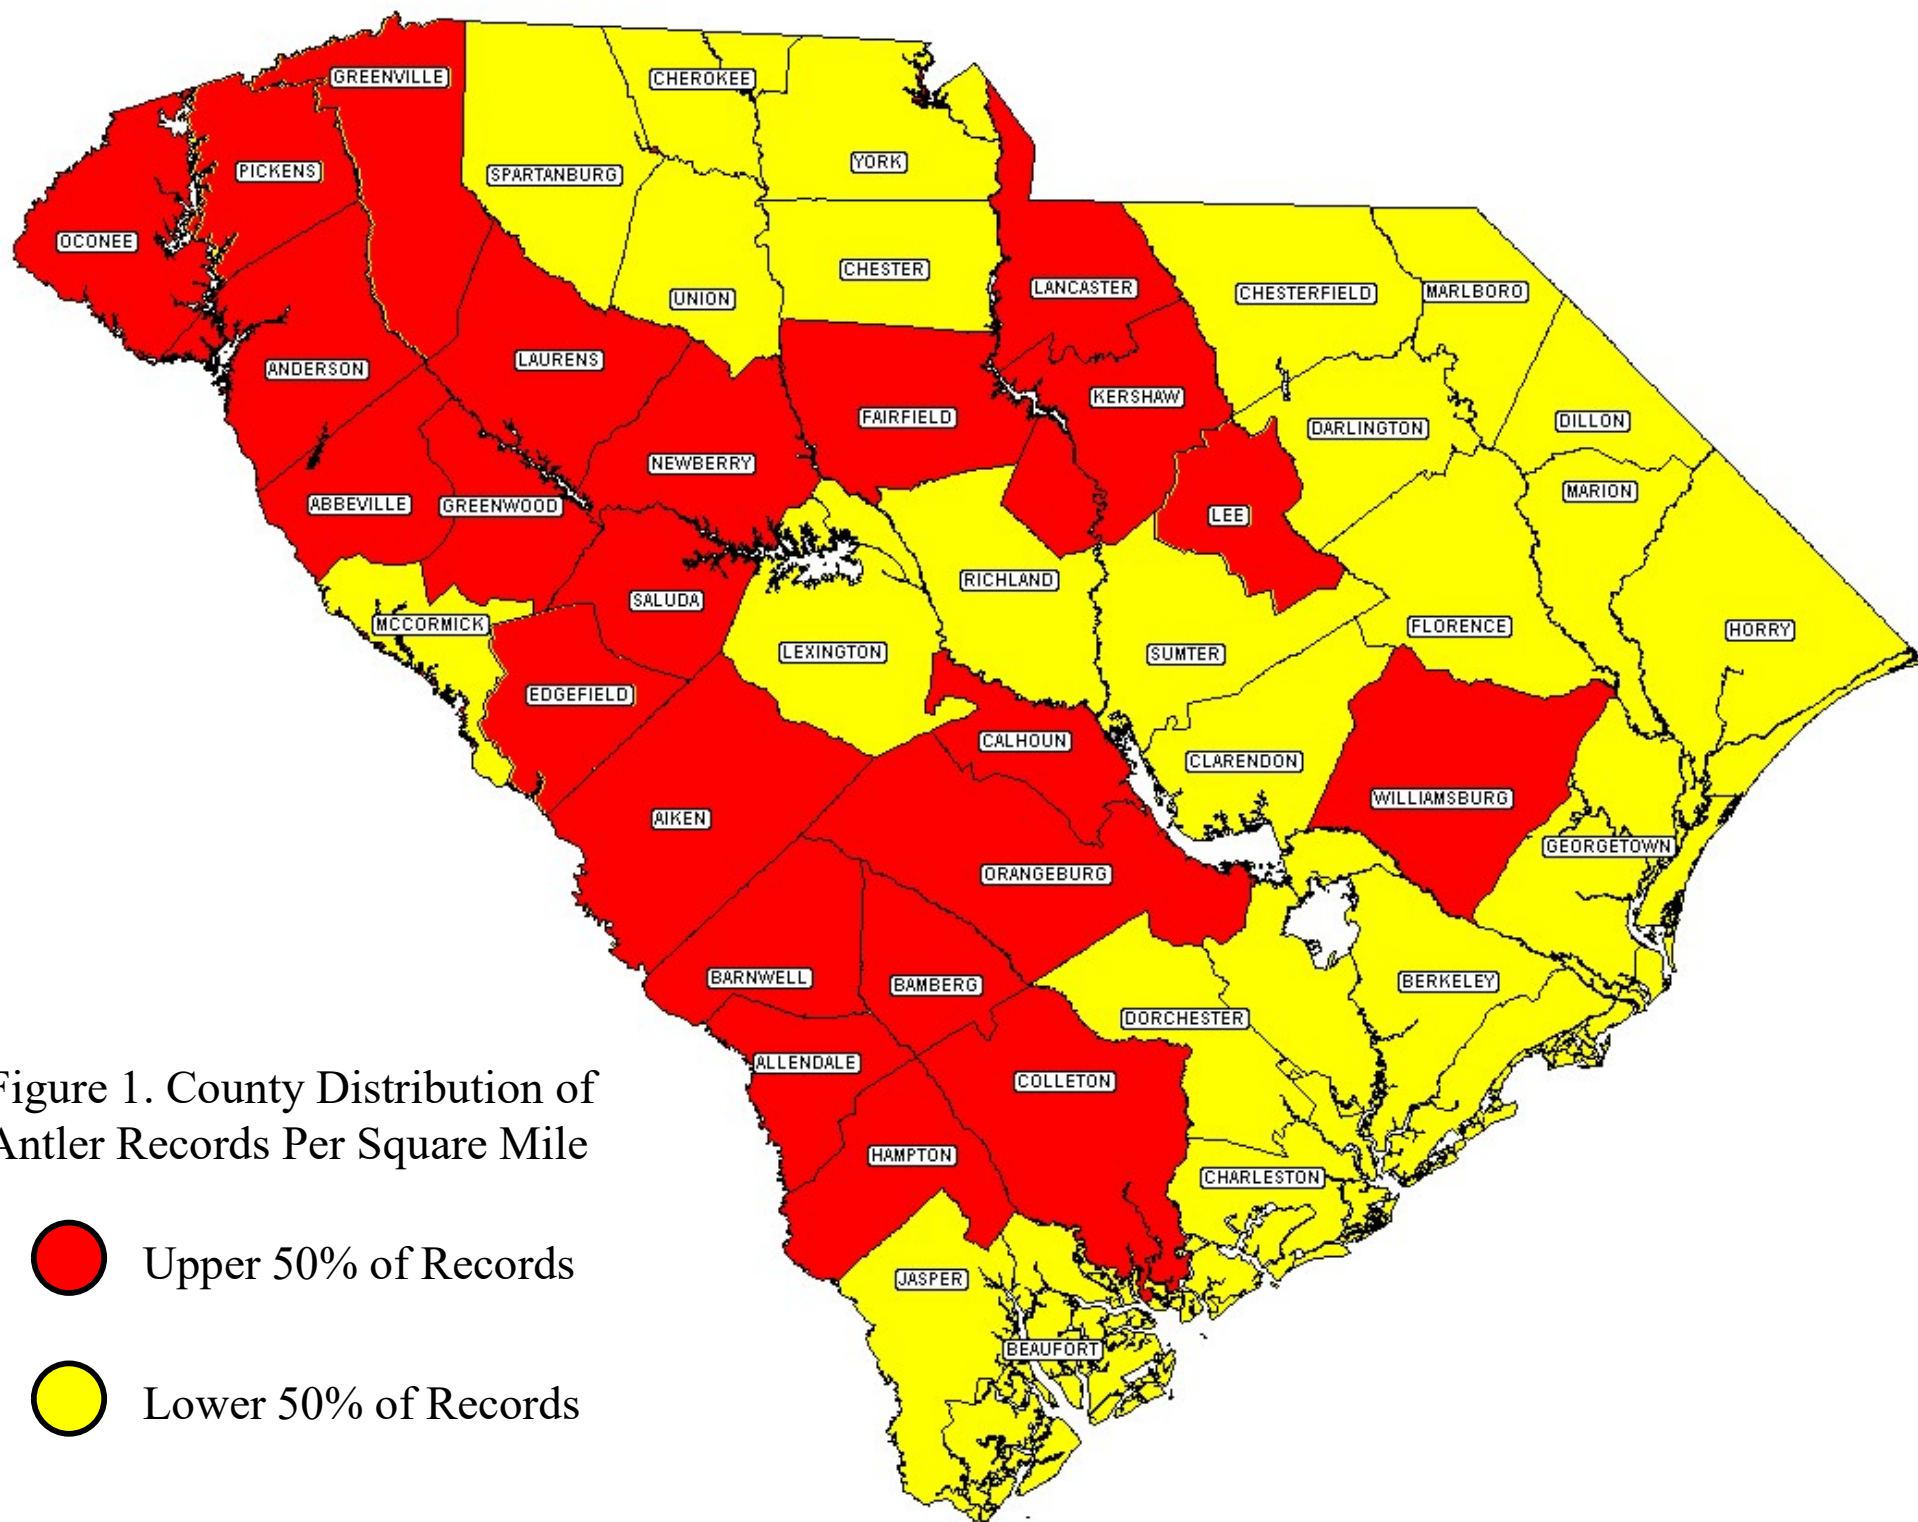 GREENVILLE
CHEROKEE
YORK
PICKENS
SPARTANBURG
OCONEE
CHESTER
LANCASTER
CHESTERFIELD
MARLBORO
UNION
LAURENS
ANDERSON
KERSHAW
FAIRFIELD
DARLINGTON
DILLON
NEWBERRY
MARION
ABBEVILLE
GREENWOOD
LEE
RICHLAND
SALUDA
MCCORMICK
FLORENCE
HORRY
LEXINGTON
SUMTER
EDGEFIELD
CALHOUN
CLARENDON
WILLIAMSBURG
AIKEN
GEORGETOWN
ORANGEBURG
BARNWELL
BAMBERG
BERKELEY
DORCHESTER
ALLENDALE
COLLETON
HAMPTON
CHARLESTON
JASPER
BEAUFORT
Figure 1. County Distribution of
Antler Records Per Square Mile
Upper 50% of Records
Lower 50% of Records